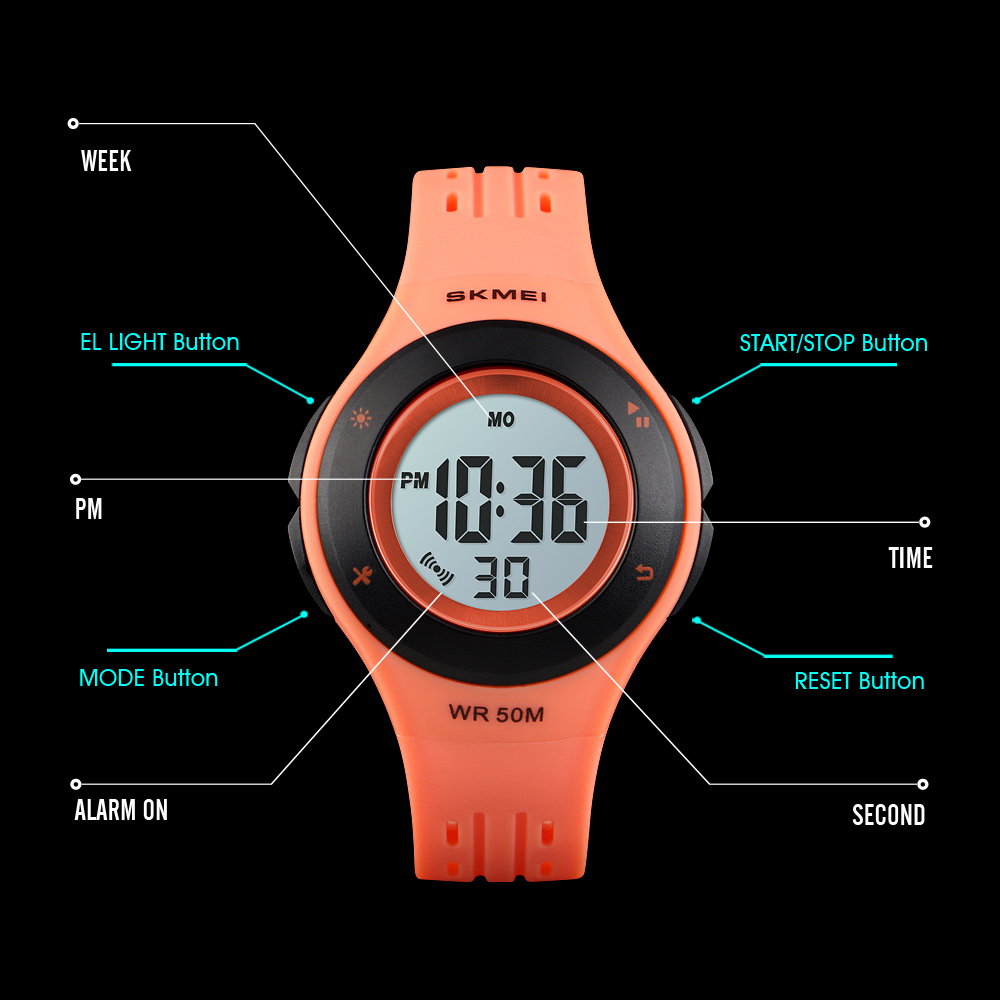 WEEK
SKMEI
EL LIGHT Button
START/STOP Button
MO
PM 10:36
PM
TIME
30
MODE Button
RESET Button
WR 50M
ALARM ON
SECOND